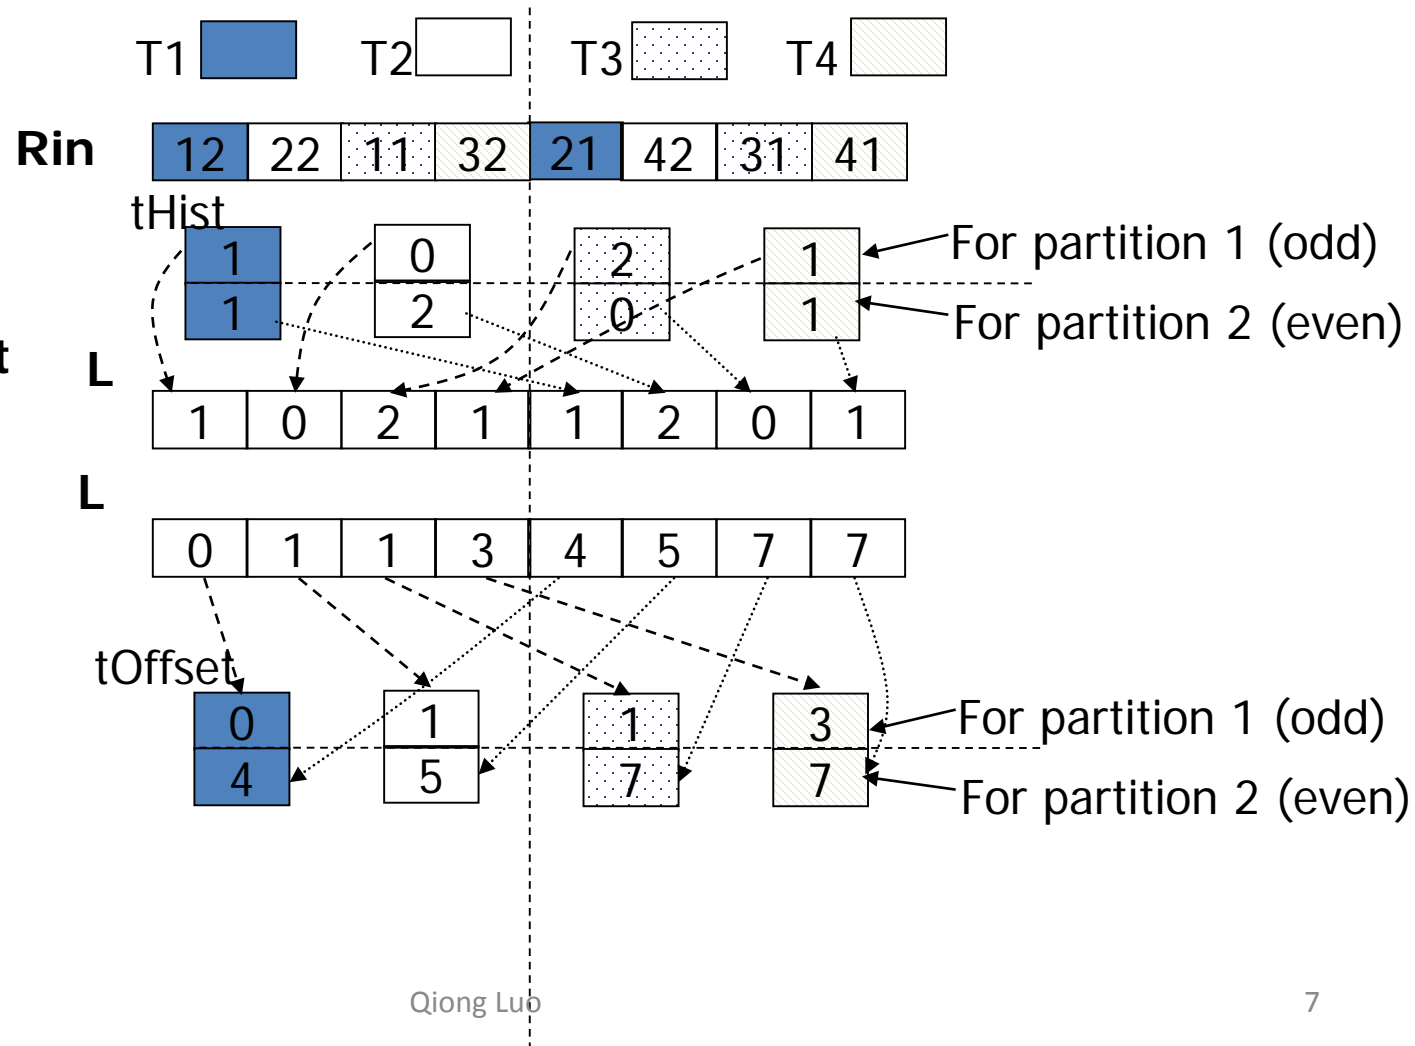 T1 T2 T3 T4
Rin 12 22 11 32 21 42 31 41
tHist
1 0 2 1 For partition 1 (odd)
1 2 0 1 For partition 2 (even)
t L
1 0 2 1 1 2 0 1
L
0 1 1 3 4 5 7 7
tOffset
0 1 1 3 For partition 1 (odd)
4 5 7 7 For partition 2 (even)
Qiong Luo 7